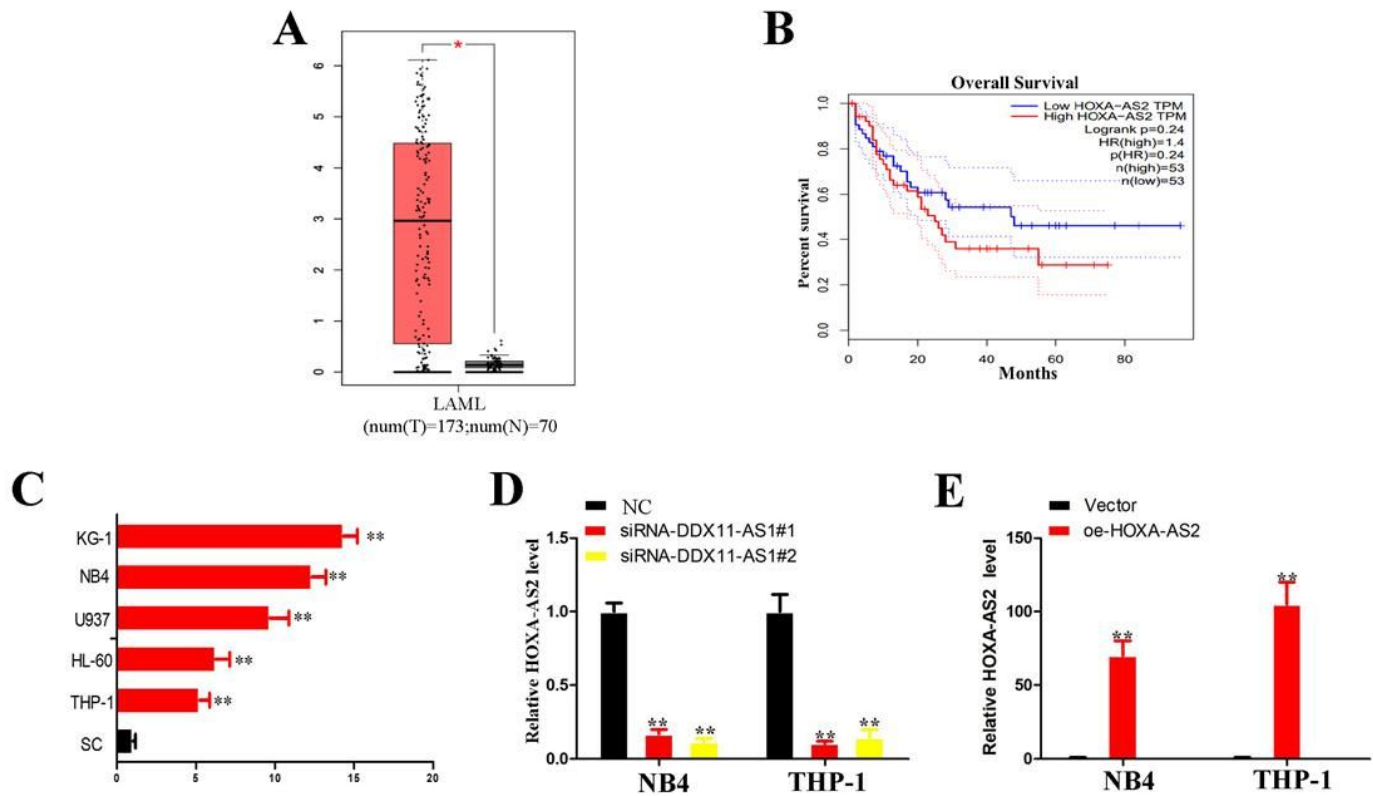 A
*
6
5
4
3
2
1
0
LAML
(num(T)=173;num(N)=70
B
Overall Survival
Low HOXA−AS2 TPM
High HOXA−AS2 TPM
Logrank p=0.24
HR(high)=1.4
p(HR)=0.24
n(high)=53
n(low)=53
Percent survival
1.0
0.8
0.6
0.4
0.2
0.0
0 20 40 60 80
Months
C
KG-1 **
NB4 **
U937 **
HL-60 **
THP-1 **
SC
0 5 10 15 20
D
NC
siRNA-DDX11-AS1#1
siRNA-DDX11-AS1#2
Relative HOXA-AS2 level
1.5
1.0
0.5
0.0
** ** ** **
NB4 THP-1
E
Vector
oe-HOXA-AS2
Relative HOXA-AS2 level
150
100
50
0
** **
NB4 THP-1